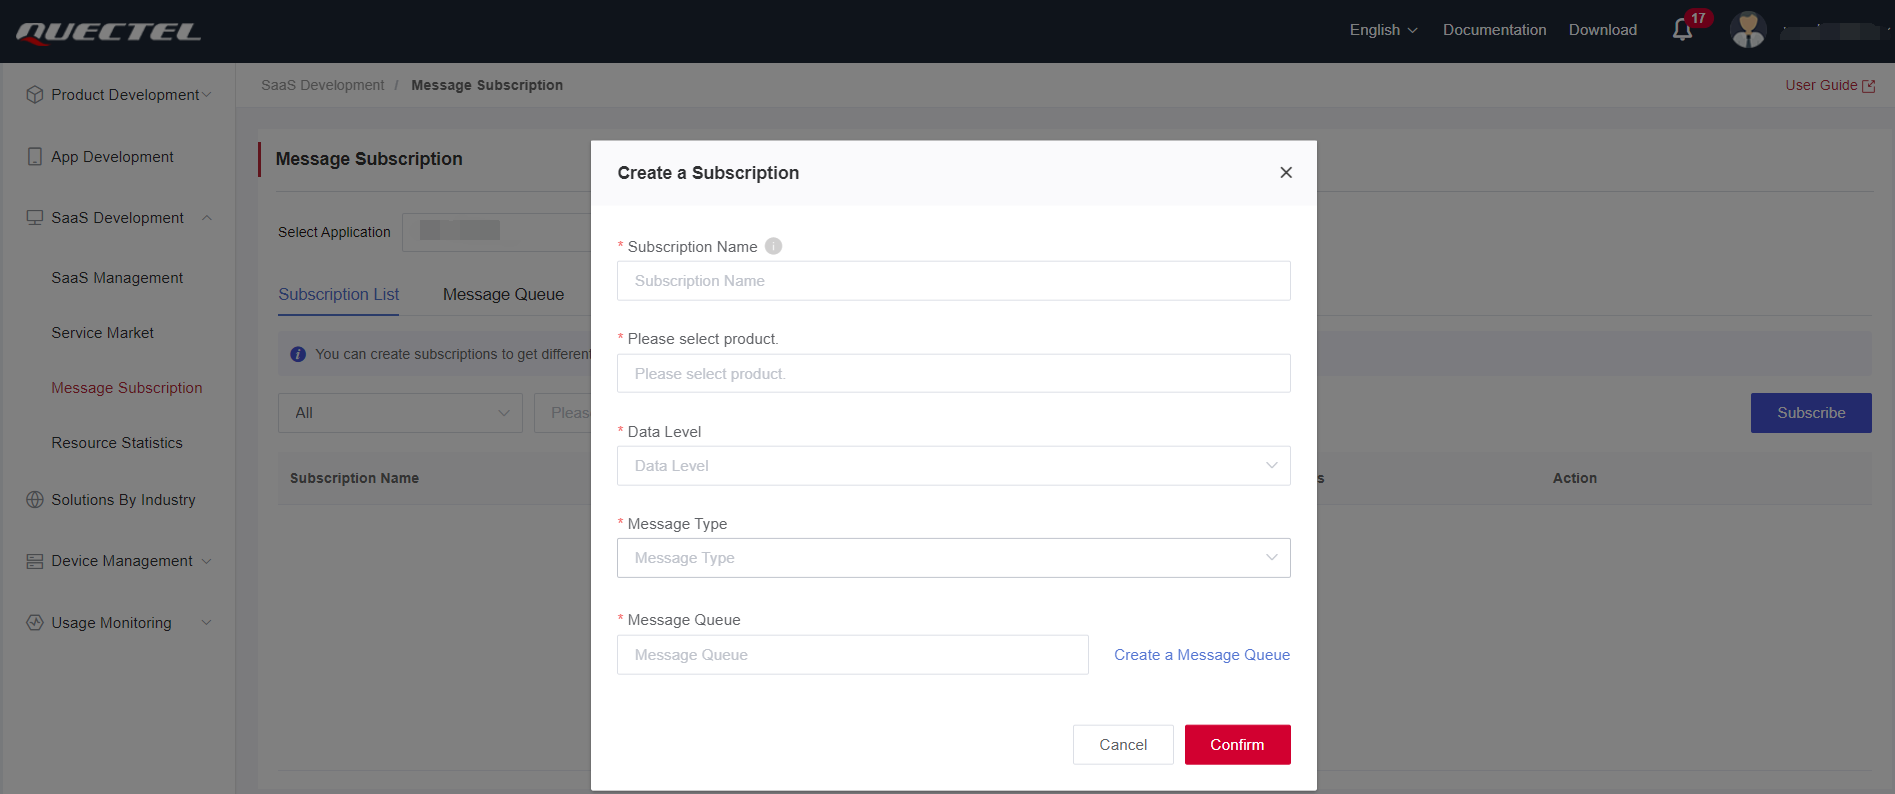 QUECTEL
English
Documentation
Download
17
Product Development
App Development
SaaS Development
SaaS Management
Service Market
Message Subscription
Resource Statistics
Solutions By Industry
Device Management
Usage Monitoring
SaaS Development / Message Subscription
User Guide
Message Subscription
Select Application
Subscription List
Message Queue
You can create subscriptions to get different
All
Pleas
Subscribe
Subscription Name
s
Action
Create a Subscription
* Subscription Name
Subscription Name
* Please select product.
Please select product.
* Data Level
Data Level
* Message Type
Message Type
* Message Queue
Message Queue
Create a Message Queue
Cancel
Confirm